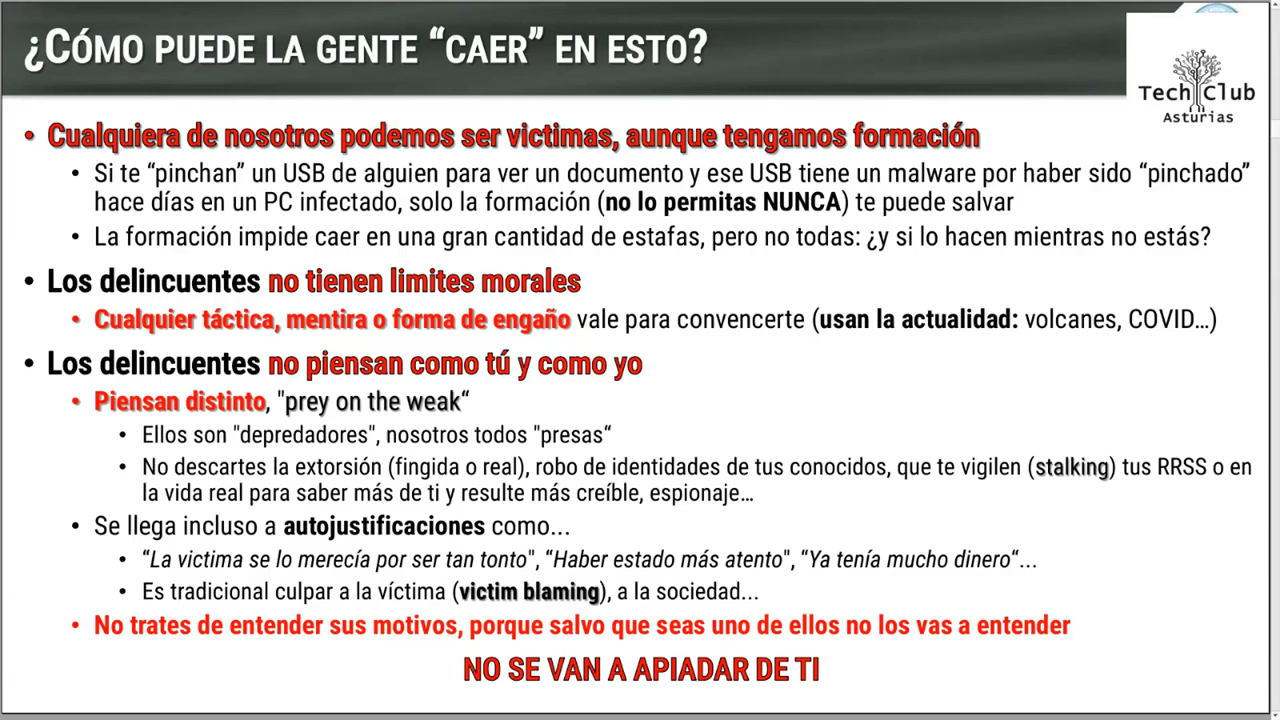 ¿CÓMO PUEDE LA GENTE “CAER” EN ESTO?
Tech Club
Asturias
• Cualquiera de nosotros podemos ser victimas, aunque tengamos formación
• Si te “pinchan” un USB de alguien para ver un documento y ese USB tiene un malware por haber sido “pinchado”
hace días en un PC infectado, solo la formación (no lo permitas NUNCA) te puede salvar
• La formación impide caer en una gran cantidad de estafas, pero no todas: ¿y si lo hacen mientras no estás?
• Los delincuentes no tienen limites morales
• Cualquier táctica, mentira o forma de engaño vale para convencerte (usan la actualidad: volcanes, COVID…)
• Los delincuentes no piensan como tú y como yo
• Piensan distinto, "prey on the weak“
• Ellos son "depredadores", nosotros todos "presas“
• No descartes la extorsión (fingida o real), robo de identidades de tus conocidos, que te vigilen (stalking) tus RRSS o en
la vida real para saber más de ti y resulte más creíble, espionaje…
• Se llega incluso a autojustificaciones como...
• “La victima se lo merecía por ser tan tonto", “Haber estado más atento", “Ya tenía mucho dinero“...
• Es tradicional culpar a la víctima (victim blaming), a la sociedad...
• No trates de entender sus motivos, porque salvo que seas uno de ellos no los vas a entender
NO SE VAN A APIADAR DE TI